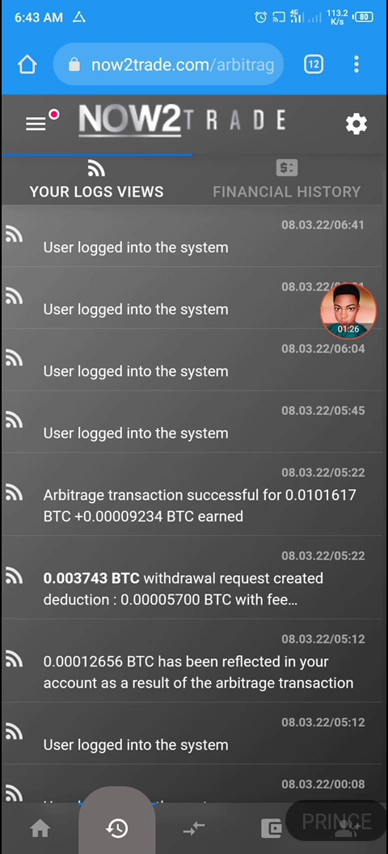 6:43 AM
4G
113.2
K/s
80
now2trade.com/arbitrag
12
NOW2TRADE
YOUR LOGS VIEWS
FINANCIAL HISTORY
08.03.22/06:41
User logged into the system
User logged into the system
01:26
08.03.22/06:04
User logged into the system
08.03.22/05:45
User logged into the system
08.03.22/05:22
Arbitrage transaction successful for 0.0101617
BTC +0.00009234 BTC earned
08.03.22/05:22
0.003743 BTC withdrawal request created
deduction : 0.00005700 BTC with fee...
08.03.22/05:12
0.00012656 BTC has been reflected in your
account as a result of the arbitrage transaction
08.03.22/05:12
User logged into the system
08.03.22/00:08
PRINCE